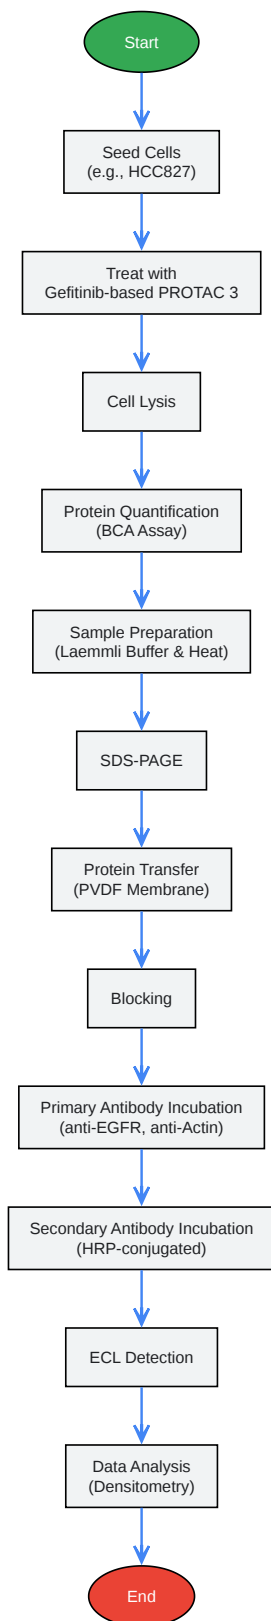 Start
Seed Cells
(e.g., HCC827)
Treat with
Gefitinib-based PROTAC 3
Cell Lysis
Protein Quantification
(BCA Assay)
Sample Preparation
(Laemmli Buffer & Heat)
SDS-PAGE
Protein Transfer
(PVDF Membrane)
Blocking
Primary Antibody Incubation
(anti-EGFR, anti-Actin)
Secondary Antibody Incubation
(HRP-conjugated)
ECL Detection
Data Analysis
(Densitometry)
End